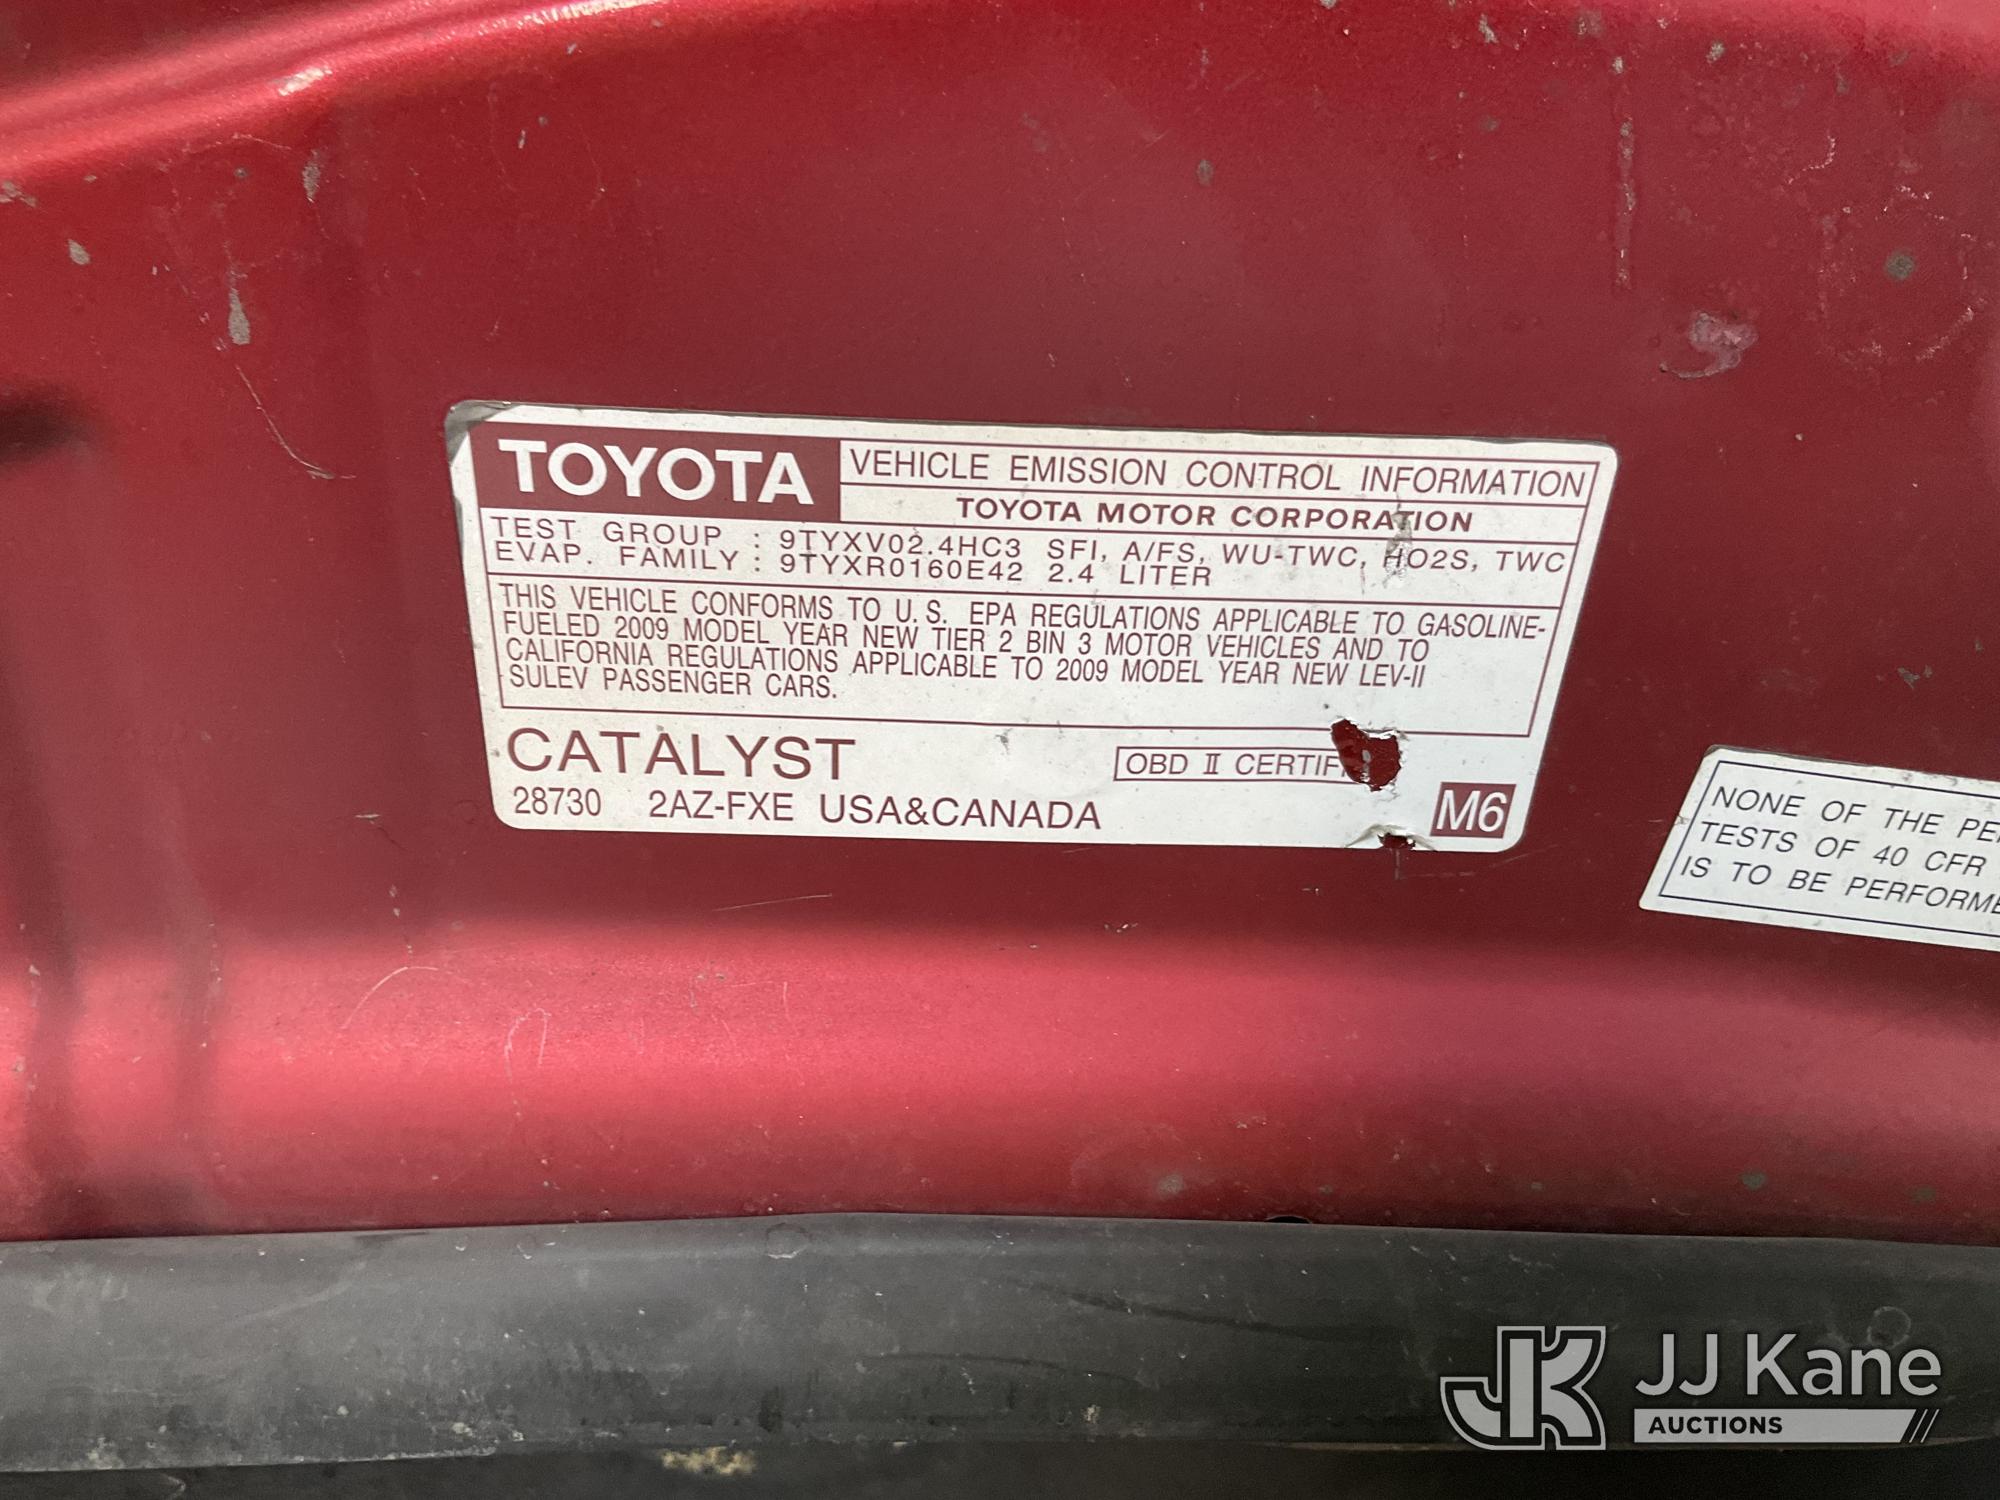 TOYOTA
VEHICLE EMISSION CONTROL INFORMATION
TOYOTA MOTOR CORPORATION
TEST GROUP : 9TYXV02.4HC3 SFI, A/FS, WU-TWC, HO2S, TWC
EVAP. FAMILY : 9TYXR0160E42 2.4 LITER
THIS VEHICLE CONFORMS TO U.S. EPA REGULATIONS APPLICABLE TO GASOLINE-
FUELED 2009 MODEL YEAR NEW TIER 2 BIN 3 MOTOR VEHICLES AND TO
CALIFORNIA REGULATIONS APPLICABLE TO 2009 MODEL YEAR NEW LEV-II
SULEV PASSENGER CARS.
CATALYST
OBD II CERTIF
28730 2AZ-FXE USA&CANADA
M6
NONE OF THE PE
TESTS OF 40 CFR
IS TO BE PERFORME
JK JJ Kane
AUCTIONS